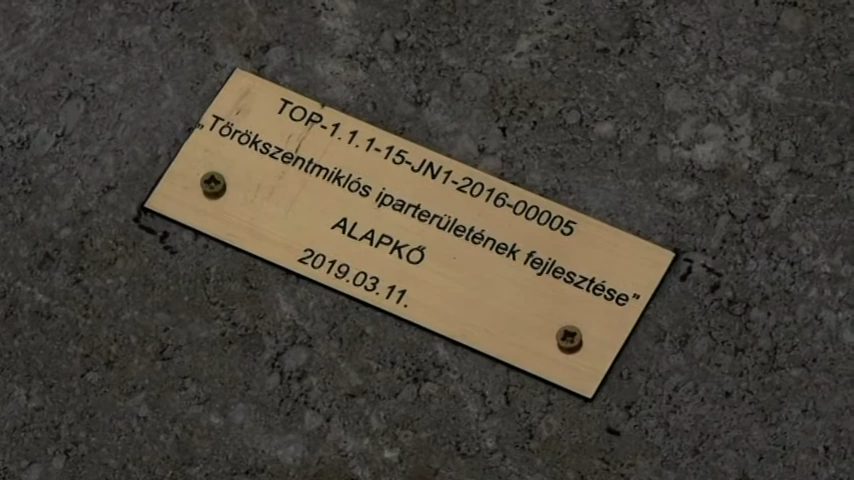 TOP-1.1.1-15-JN1-2016-00005
„Törökszentmiklós iparterületének fejlesztése”
ALAPKŐ
2019.03.11.